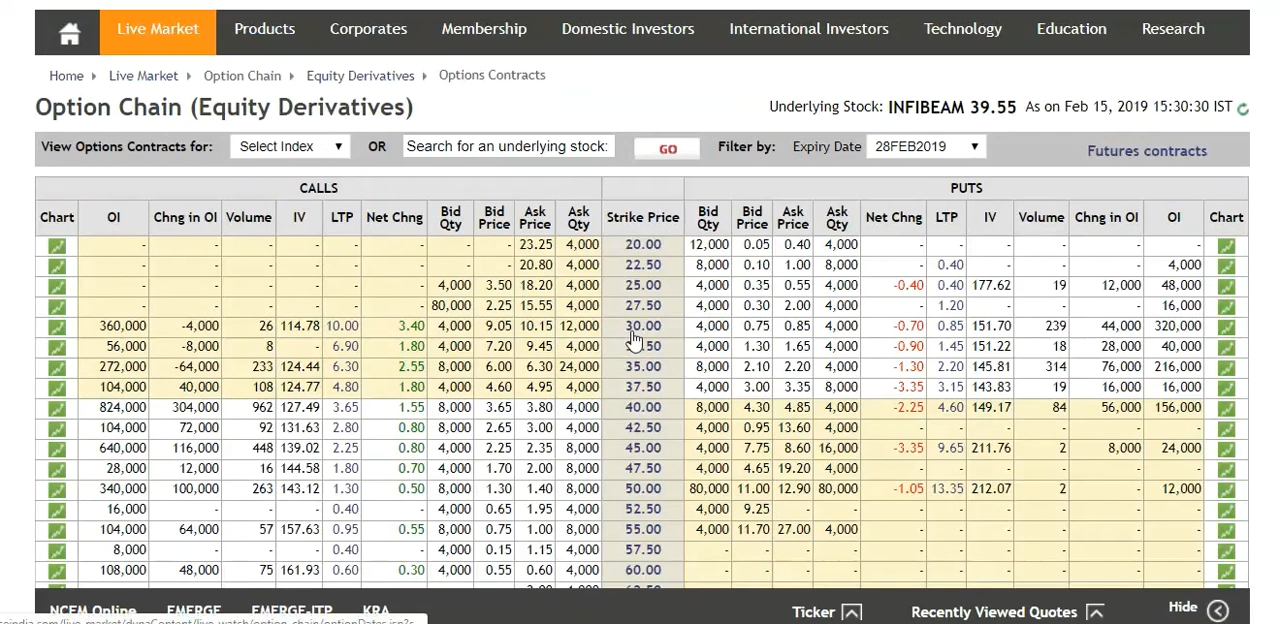 Live Market Products Corporates Membership Domestic Investors International Investors Technology Education Research
Home Live Market Option Chain Equity Derivatives Options Contracts
Option Chain (Equity Derivatives) Underlying Stock: INFIBEAM 39.55 As on Feb 15, 2019 15:30:30 IST
View Options Contracts for: Select Index OR Search for an underlying stock: GO Filter by: Expiry Date 28FEB2019 Futures contracts
CALLS PUTS
Chart OI Chng in OI Volume IV LTP Net Chng Bid Qty Bid Price Ask Price Ask Qty Strike Price Bid Qty Bid Price Ask Price Ask Qty Net Chng LTP IV Volume Chng in OI OI Chart
- - - - - - - - 23.25 4,000 20.00 12,000 0.05 0.40 4,000 - - - - - -
- - - - - - - - 20.80 4,000 22.50 8,000 0.10 1.00 8,000 - 0.40 - - - 4,000
- - - - - - 4,000 3.50 18.20 4,000 25.00 4,000 0.35 0.55 4,000 -0.40 0.40 177.62 19 12,000 48,000
- - - - - - 80,000 2.25 15.55 4,000 27.50 4,000 0.30 2.00 4,000 - 1.20 - - - 16,000
360,000 -4,000 26 114.78 10.00 3.40 4,000 9.05 10.15 12,000 30.00 4,000 0.75 0.85 4,000 -0.70 0.85 151.70 239 44,000 320,000
56,000 -8,000 8 - 6.90 1.80 4,000 7.20 9.45 4,000 .50 4,000 1.30 1.65 4,000 -0.90 1.45 151.22 18 28,000 40,000
272,000 -64,000 233 124.44 6.30 2.55 8,000 6.00 6.30 24,000 35.00 8,000 2.10 2.20 4,000 -1.30 2.20 145.81 314 76,000 216,000
104,000 40,000 108 124.77 4.80 1.80 4,000 4.60 4.95 4,000 37.50 4,000 3.00 3.35 8,000 -3.35 3.15 143.83 19 16,000 16,000
824,000 304,000 962 127.49 3.65 1.55 8,000 3.65 3.80 4,000 40.00 8,000 4.30 4.85 4,000 -2.25 4.60 149.17 84 56,000 156,000
104,000 72,000 92 131.63 2.80 0.80 8,000 2.65 3.00 4,000 42.50 4,000 0.95 13.60 4,000 - - - - - -
640,000 116,000 448 139.02 2.25 0.80 4,000 2.25 2.35 8,000 45.00 4,000 7.75 8.60 16,000 -3.35 9.65 211.76 2 8,000 24,000
28,000 12,000 16 144.58 1.80 0.70 4,000 1.70 2.00 8,000 47.50 4,000 4.65 19.20 4,000 - - - - - -
340,000 100,000 263 143.12 1.30 0.50 8,000 1.30 1.40 8,000 50.00 80,000 11.00 12.90 80,000 -1.05 13.35 212.07 2 - 12,000
16,000 - - - 0.40 - 4,000 0.65 1.95 4,000 52.50 4,000 9.25 - - - - - - - -
104,000 64,000 57 157.63 0.95 0.55 8,000 0.75 1.00 8,000 55.00 4,000 11.70 27.00 4,000 - - - - - -
8,000 - - - 0.40 - 4,000 0.15 1.15 4,000 57.50 - - - - - - - - - -
108,000 48,000 75 161.93 0.60 0.30 4,000 0.55 0.60 4,000 60.00 - - - - - - - - - -
NCFM Online EMERGE EMERGE-ITP KRA Ticker Recently Viewed Quotes Hide